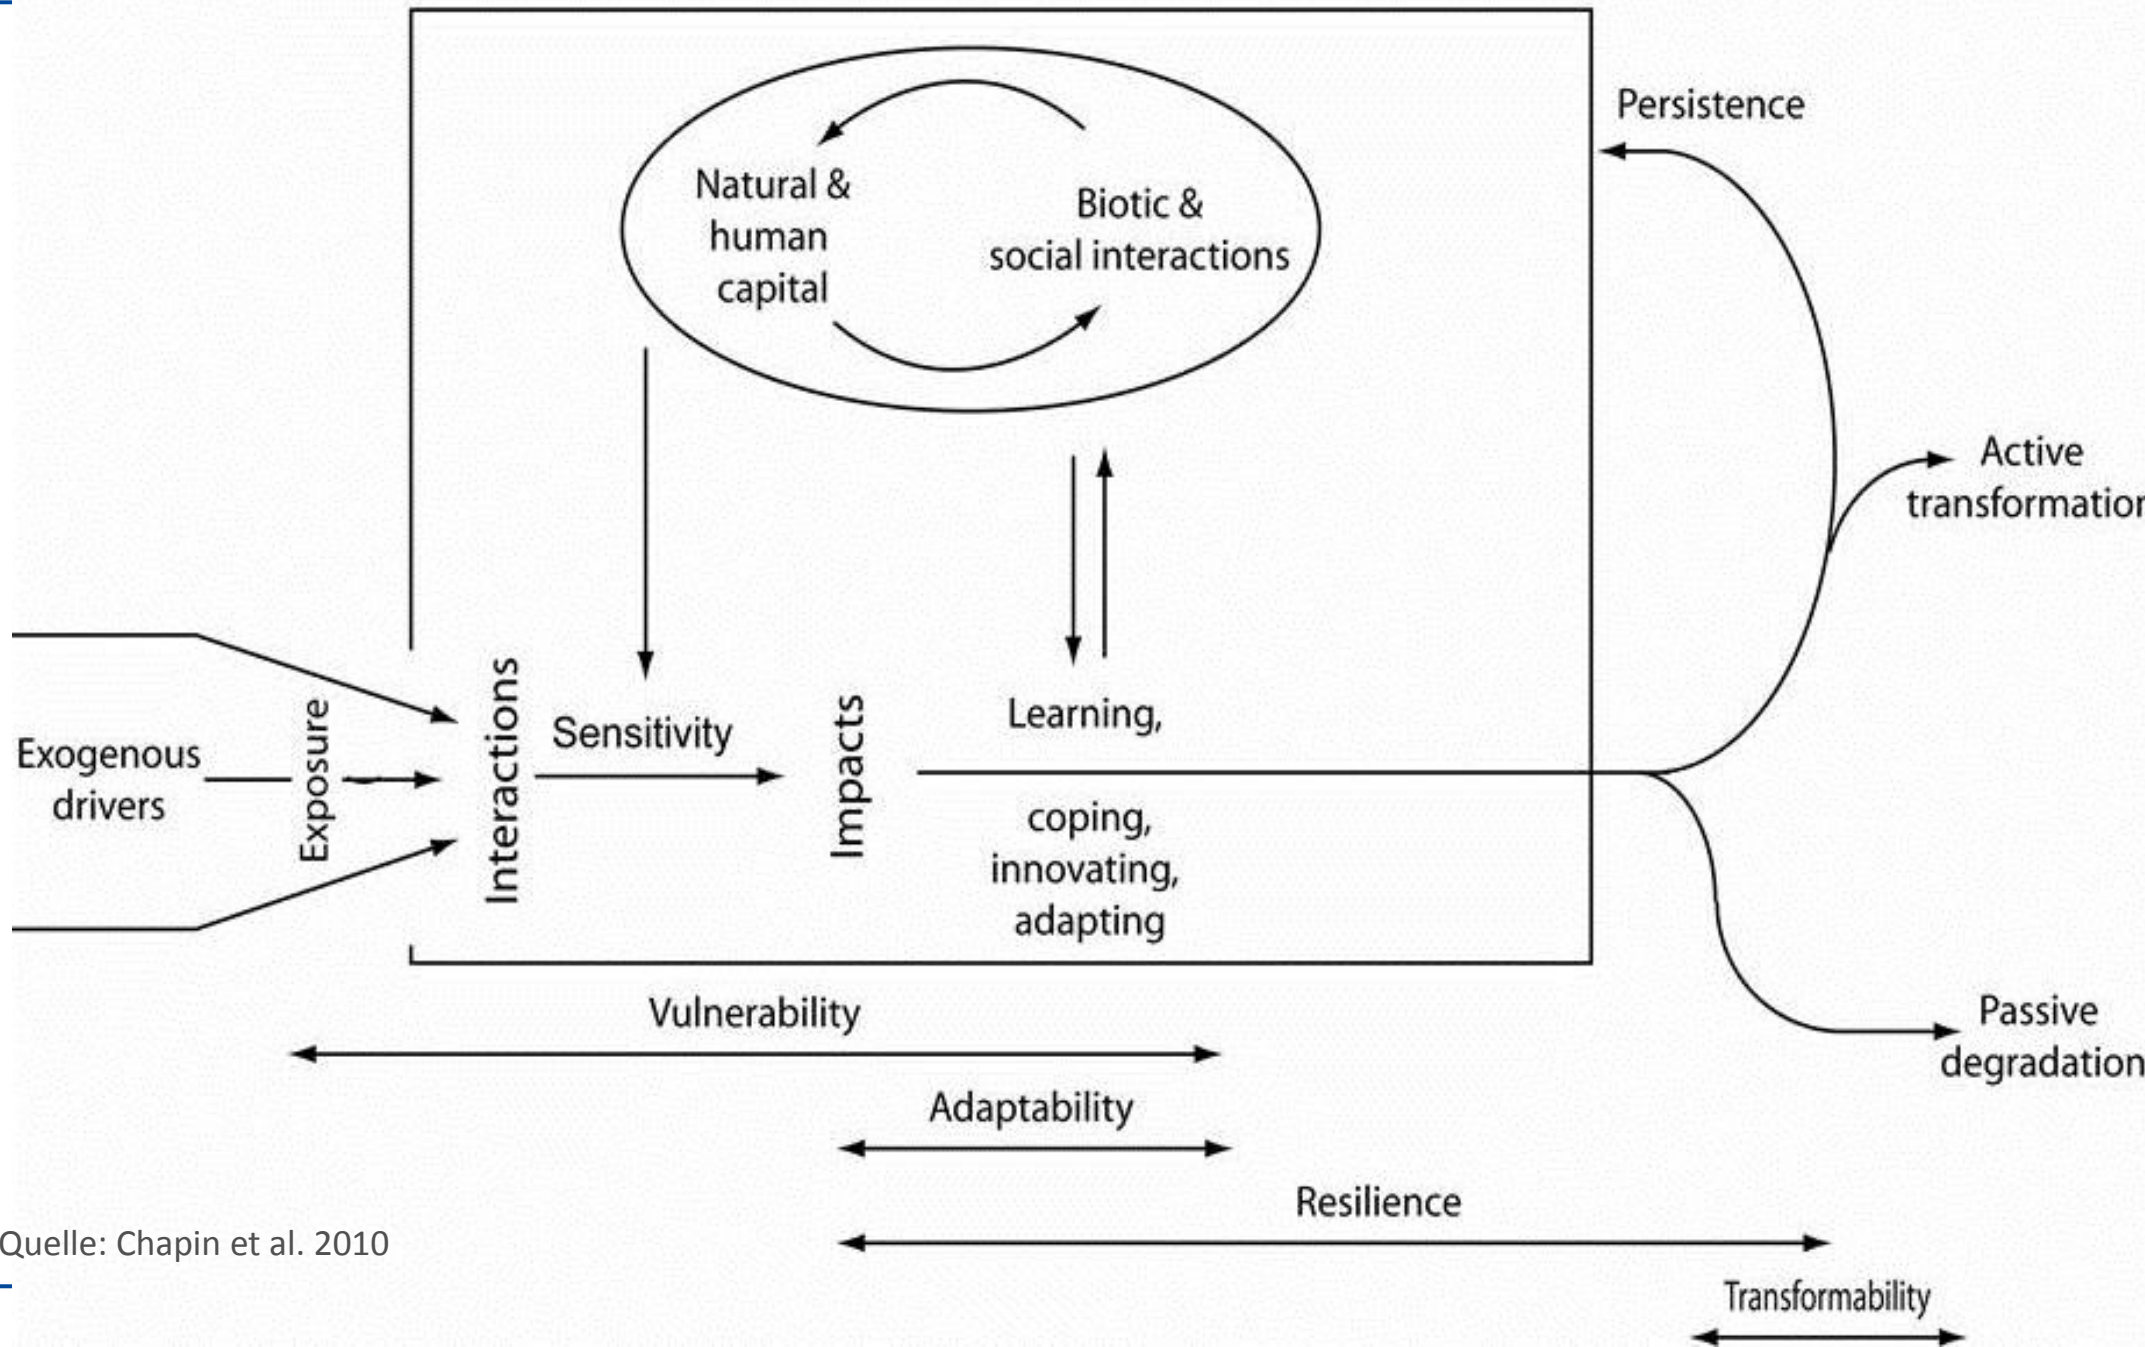 Persistence
Natural &
human
capital
Biotic &
social interactions
Active
transformation
Exogenous
drivers
Exposure
Interactions
Sensitivity
Impacts
Learning,
coping,
innovating,
adapting
Passive
degradation
Vulnerability
Adaptability
Resilience
Transformability
Quelle: Chapin et al. 2010